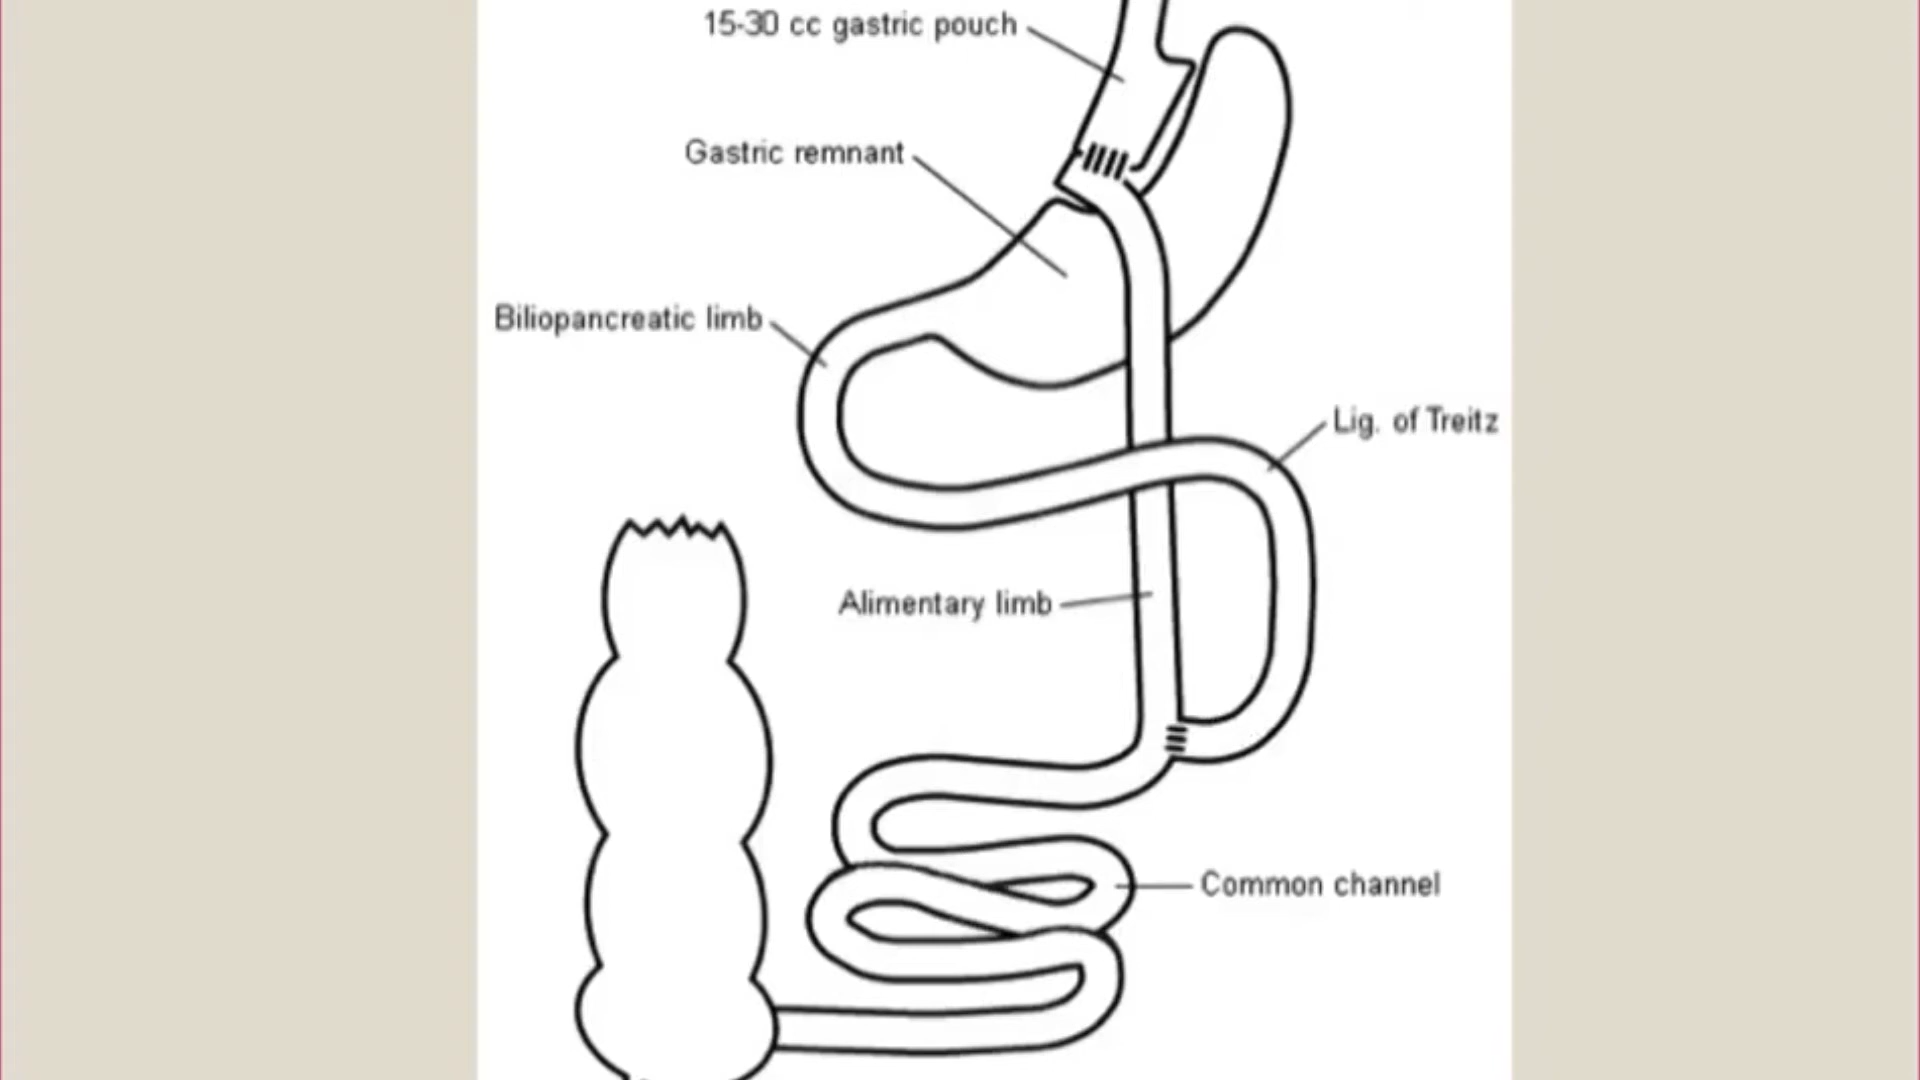 15-30 cc gastric pouch
Gastric remnant
Biliopancreatic limb
Lig. of Treitz
Alimentary limb
Common channel